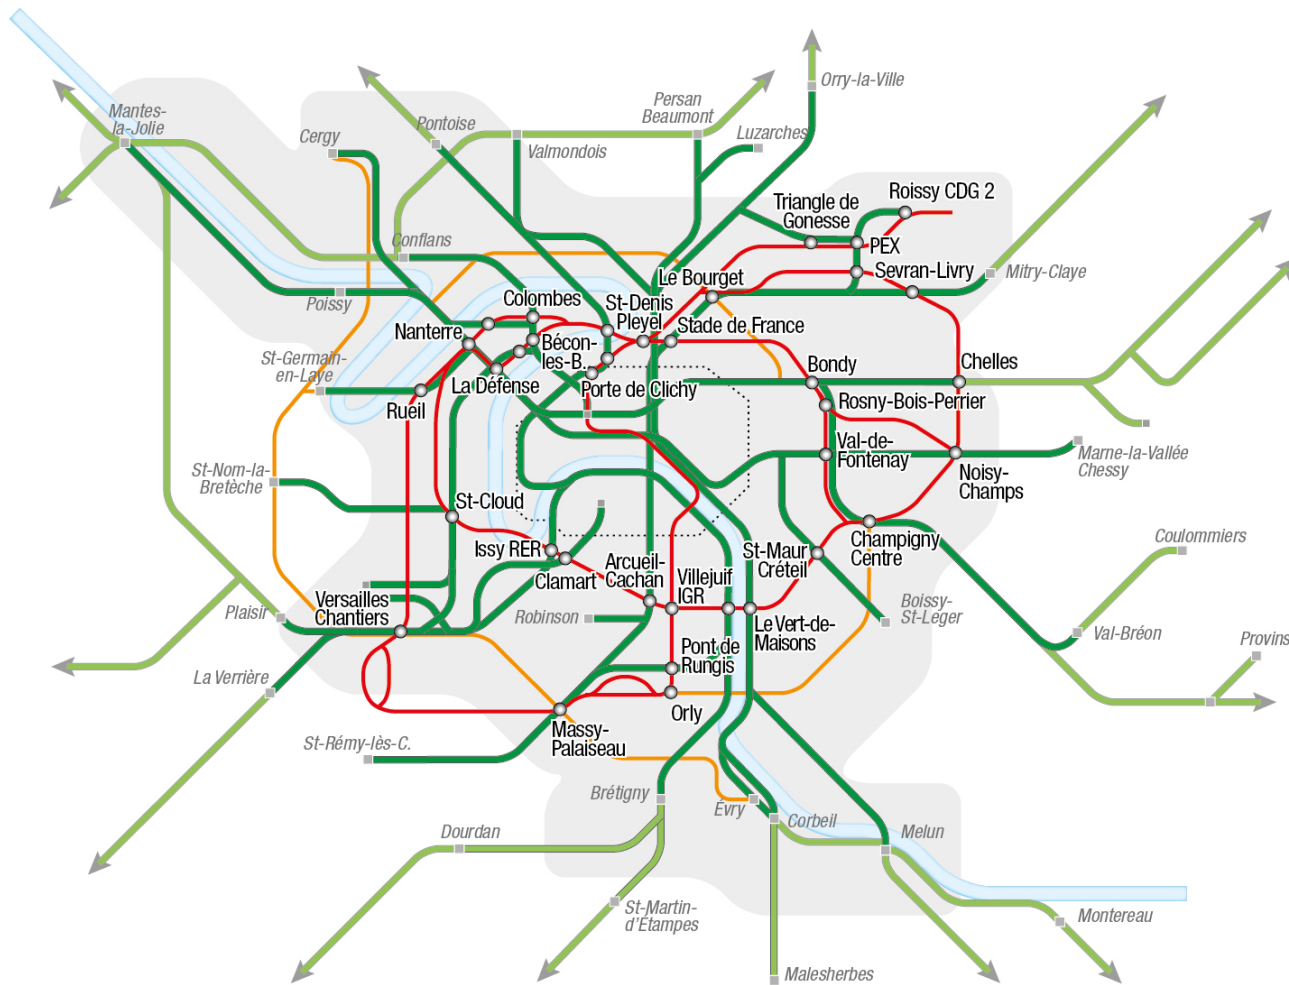 Orry-la-Ville
Mantes-
la-Jolie
Cergy
Pontoise
Valmondois
Persan
Beaumont
Luzarches
Triangle de
Gonesse
Roissy CDG 2
PEX
Conflans
Le Bourget
Sevran-Livry
Mitry-Claye
Poissy
Colombes
St-Denis
Pleyel
Stade de France
Nanterre
Bécon-
les-B.
St-Germain-
en-Laye
La Défense
Porte de Clichy
Bondy
Chelles
Rueil
Rosny-Bois-Perrier
Val-de-
Fontenay
Marne-la-Vallée
Chessy
Noisy-
Champs
St-Nom-la-
Bretèche
St-Cloud
Issy RER
Clamart
Arcueil-
Cachan
Villejuif
IGR
St-Maur
Créteil
Champigny
Centre
Coulommiers
Plaisir
Versailles
Chantiers
Robinson
Le Vert-de-
Maisons
Boissy-
St-Leger
Val-Bréon
Provins
La Verrière
Pont de
Rungis
Orly
St-Rémy-lès-C.
Massy-
Palaiseau
Brétigny
Évry
Corbeil
Melun
Dourdan
St-Martin-
d'Étampes
Montereau
Malesherbes